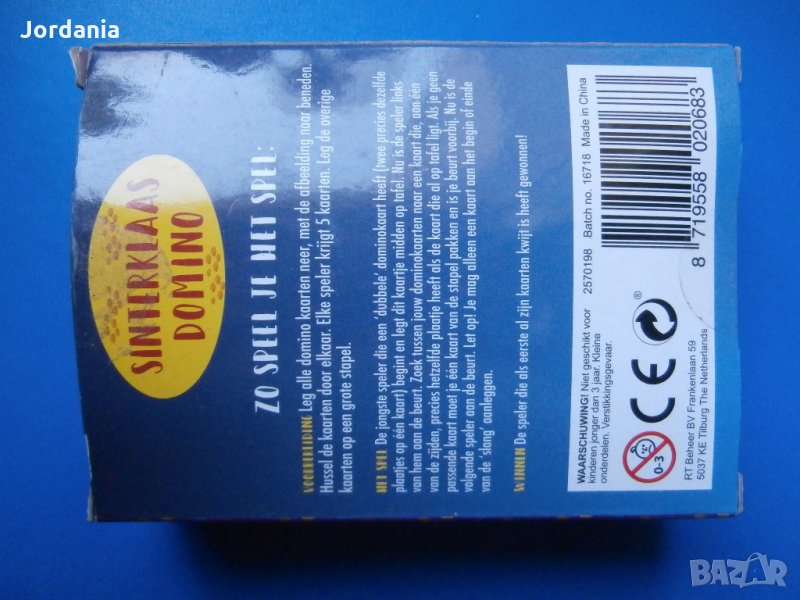 Jordania
SINTERKLAAS
DOMINO
ZO SPEEL JE HET SPEL:
VOORBEREIDING Leg alle domino kaarten neer, met de afbeelding naar beneden.
Hussel de kaarten door elkaar. Elke speler krijgt 5 kaarten. Leg de overige
kaarten op een grote stapel.
HET SPEL De jongste speler die een 'dubbele' dominokaart heeft (twee precies dezelfde
plaatjes op één kaart) begint en legt dit kaartje midden op tafel. Nu is de speler links
van hem aan de beurt. Zoek tussen jouw dominokaarten naar een kaart die, aan één
van de zijden, precies hetzelfde plaatje heeft als de kaart die al op tafel ligt. Als je geen
passende kaart hebt moet je één kaart van de stapel pakken en is je beurt voorbij. Nu is de
volgende speler aan de beurt. Let op! Je mag alleen een kaart aan het begin of einde
van de 'slang' aanleggen.
WINNEN De speler die als eerste al zijn kaarten kwijt is heeft gewonnen!
WAARSCHUWING! Niet geschikt voor
kinderen jonger dan 3 jaar. Kleine
onderdelen. Verstikkingsgevaar.
0-3
CE
®
RT Beheer BV Frankenlaan 59
5037 KE Tilburg The Netherlands
2570198 Batch no. 16718 Made in China
8 719558 020683
BAZAR